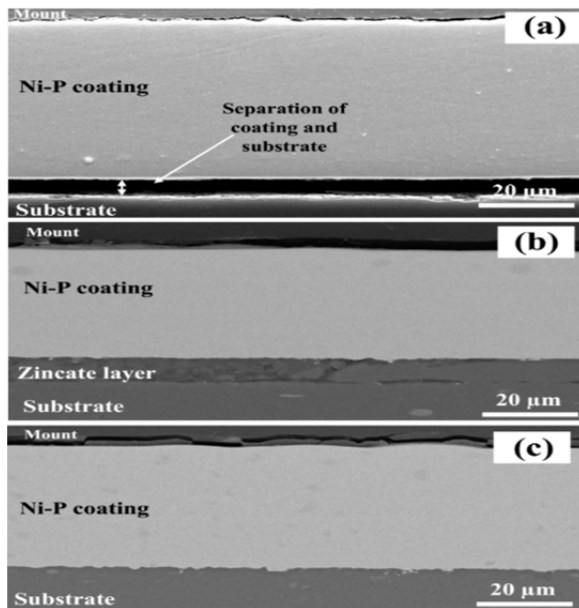 Mount
(a)
Ni-P coating
Separation of
coating and
substrate
20 µm
Substrate
Mount
(b)
Ni-P coating
Zincate layer
Substrate
20 µm
Mount
(c)
Ni-P coating
20 µm
Substrate